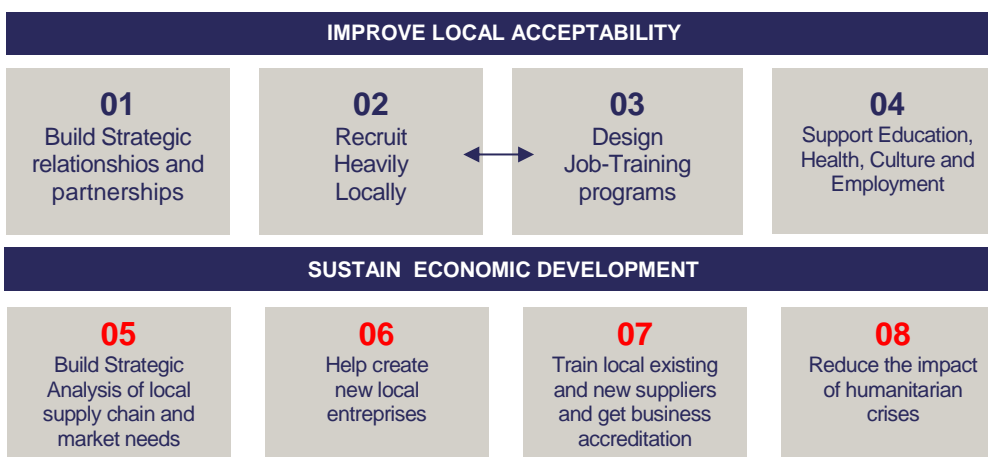 IMPROVE LOCAL ACCEPTABILITY
01
Build Strategic
relationshios and
partnerships
02
Recruit
Heavily
Locally
03
Design
Job-Training
programs
04
Support Education,
Health, Culture and
Employment
SUSTAIN ECONOMIC DEVELOPMENT
05
Build Strategic
Analysis of local
supply chain and
market needs
06
Help create
new local
entreprises
07
Train local existing
and new suppliers
and get business
accreditation
08
Reduce the impact
of humanitarian
crises